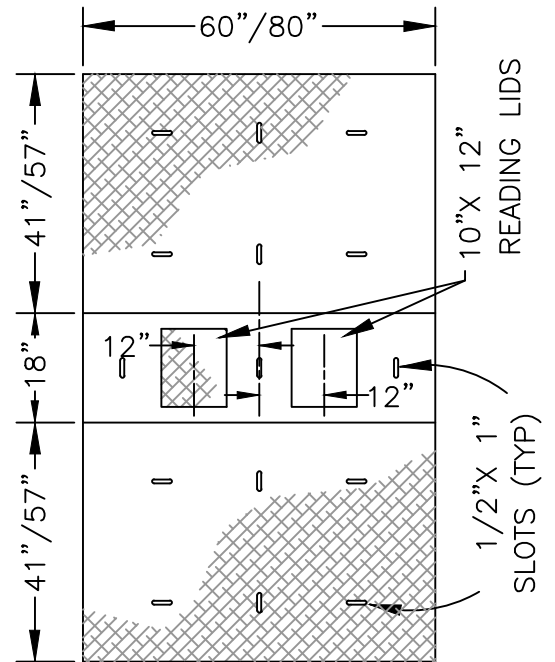 60”/80”
41”/57”
18”
41”/57”
12”
12”
10”X 12”
READING LIDS
1/2”X 1”
SLOTS (TYP)